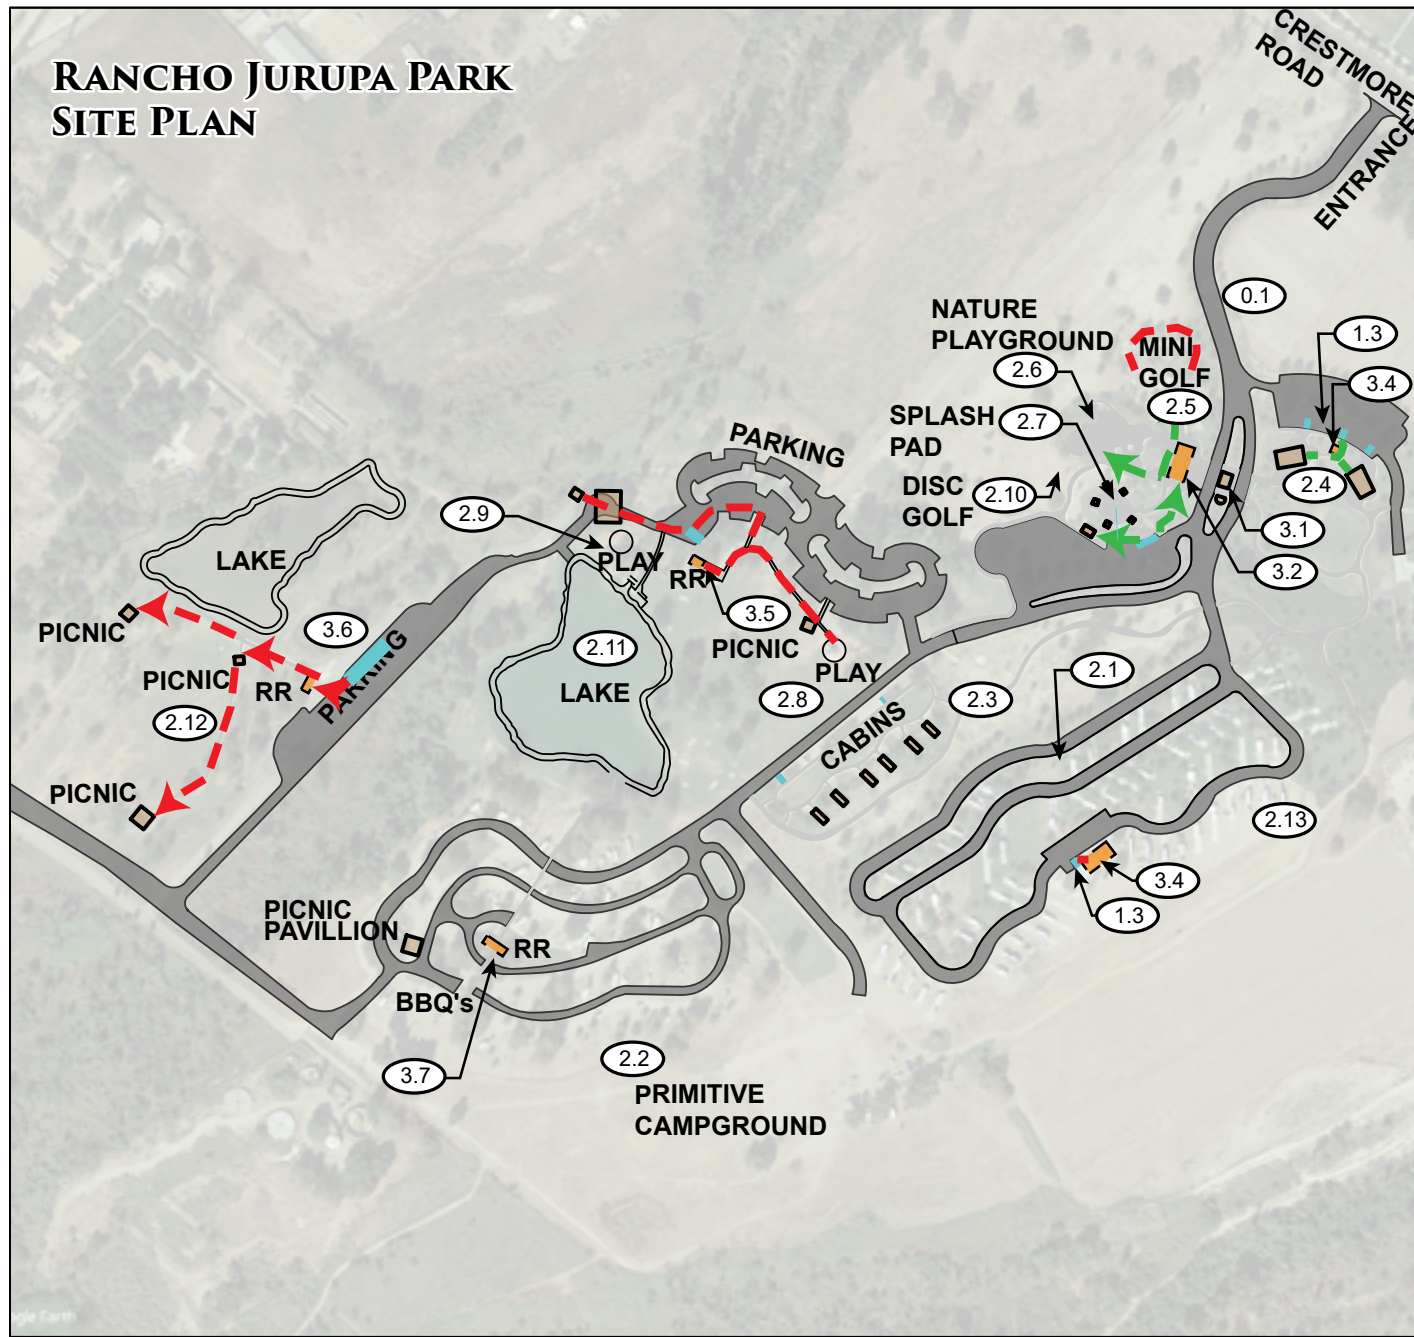 RANCHO JURUPA PARK
SITE PLAN
CRESTMORE
ROAD
ENTRANCE
0.1
NATURE
PLAYGROUND
MINI
GOLF
1.3
3.4
2.6
2.5
SPLASH
PAD
2.7
PARKING
DISC
GOLF
2.10
2.4
3.1
3.2
2.9
PLAY
LAKE
RR
3.5
PICNIC
PLAY
PICNIC
3.6
PARKING
PICNIC
RR
2.12
PICNIC
2.11
LAKE
2.8
2.3
2.1
CABINS
2.13
3.4
1.3
PICNIC
PAVILLION
RR
BBQ's
3.7
2.2
PRIMITIVE
CAMPGROUND
gle Earth